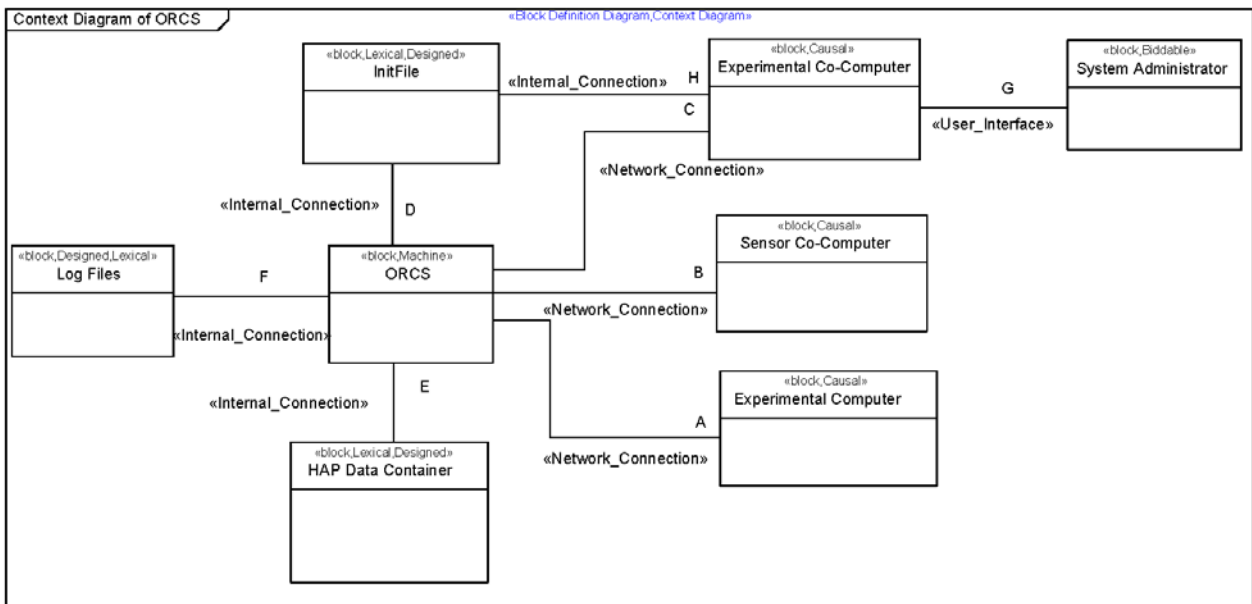 Context Diagram of ORCS
«Block Definition Diagram,Context Diagram»
«block,Lexical,Designed»
InitFile
«Internal_Connection»
H
C
«block,Causal»
Experimental Co-Computer
G
«User_Interface»
«block,Biddable»
System Administrator
«Network_Connection»
«Internal_Connection»
D
«block,Designed,Lexical»
Log Files
F
«Internal_Connection»
«block,Machine»
ORCS
«block,Causal»
Sensor Co-Computer
B
«Network_Connection»
E
«Internal_Connection»
«block,Causal»
Experimental Computer
A
«Network_Connection»
«block,Lexical,Designed»
HAP Data Container